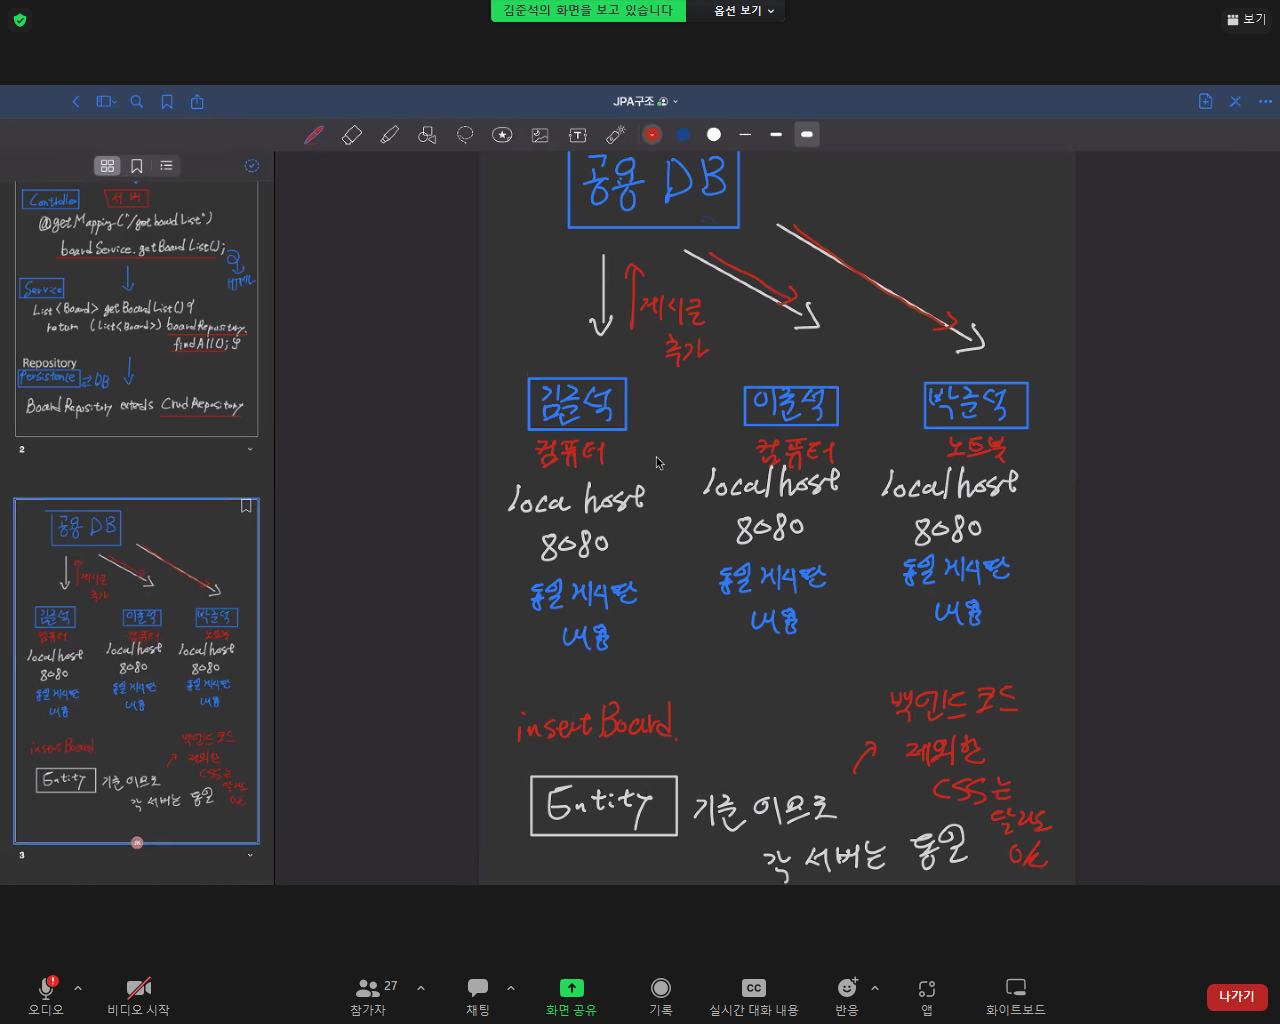 김준석의 화면을 보고 있습니다
옵션 보기
보기
JPA구조
Controller
서버
@getMapping("/getboardList")
boardService.getBoardList();
HTML
Service
List<Board> getBoardList() {
return (List<Board>) boardRepository.
findAll(); }
Repository
Persistence ⇄ DB
BoardRepository extends CrudRepository
2
공용 DB
게시글
추가
김준석
이준석
박준석
컴퓨터
컴퓨터
노트북
localhost
localhost
localhost
8080
8080
8080
동일 게시판
동일 게시판
동일 게시판
내용
내용
내용
insertBoard
백엔드 코드
제외한
CSS는
달라도
OK
Entity
기준 이므로
각 서버는 동일
3
공용 DB
게시글
추가
김준석
이준석
박준석
컴퓨터
컴퓨터
노트북
localhost
localhost
localhost
8080
8080
8080
동일 게시판
동일 게시판
동일 게시판
내용
내용
내용
insertBoard.
백엔드 코드
제외한
CSS는
달라도
OK
Entity
기준 이므로
각 서버는 동일
오디오
비디오 시작
27
참가자
채팅
화면 공유
기록
CC
실시간 대화 내용
반응
앱
화이트보드
나가기